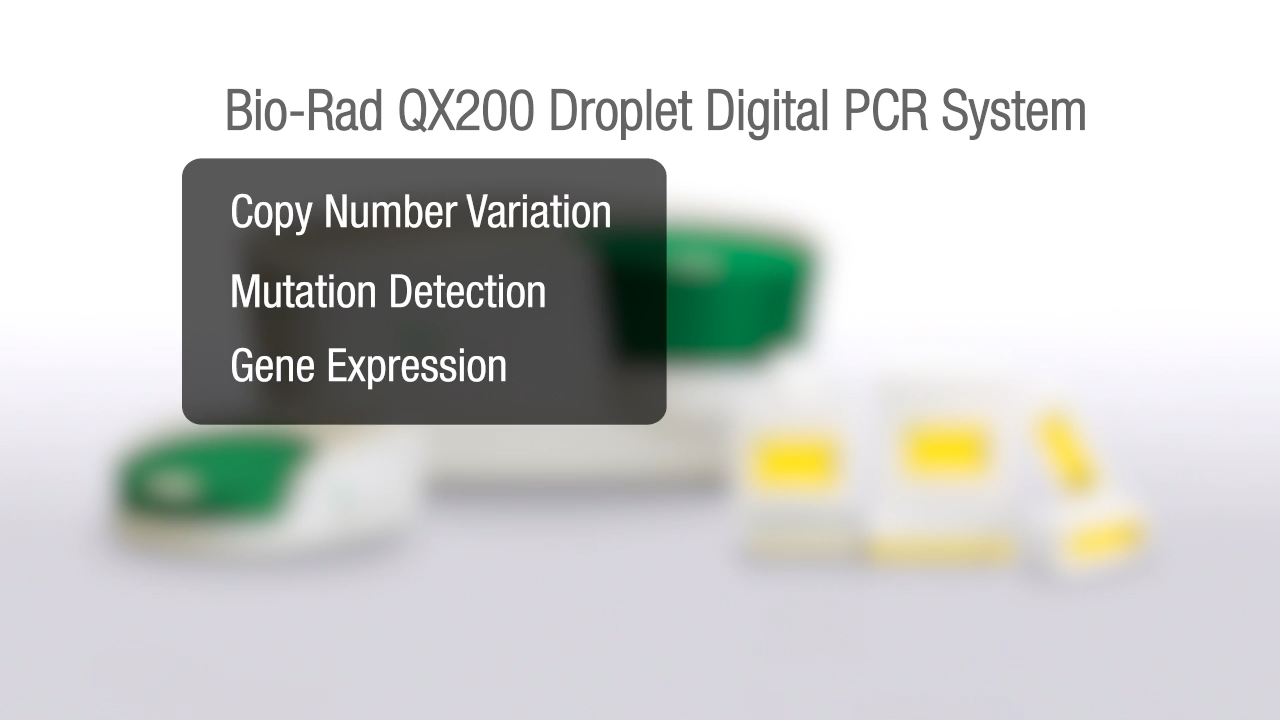 Bio-Rad QX200 Droplet Digital PCR System
Copy Number Variation
Mutation Detection
Gene Expression